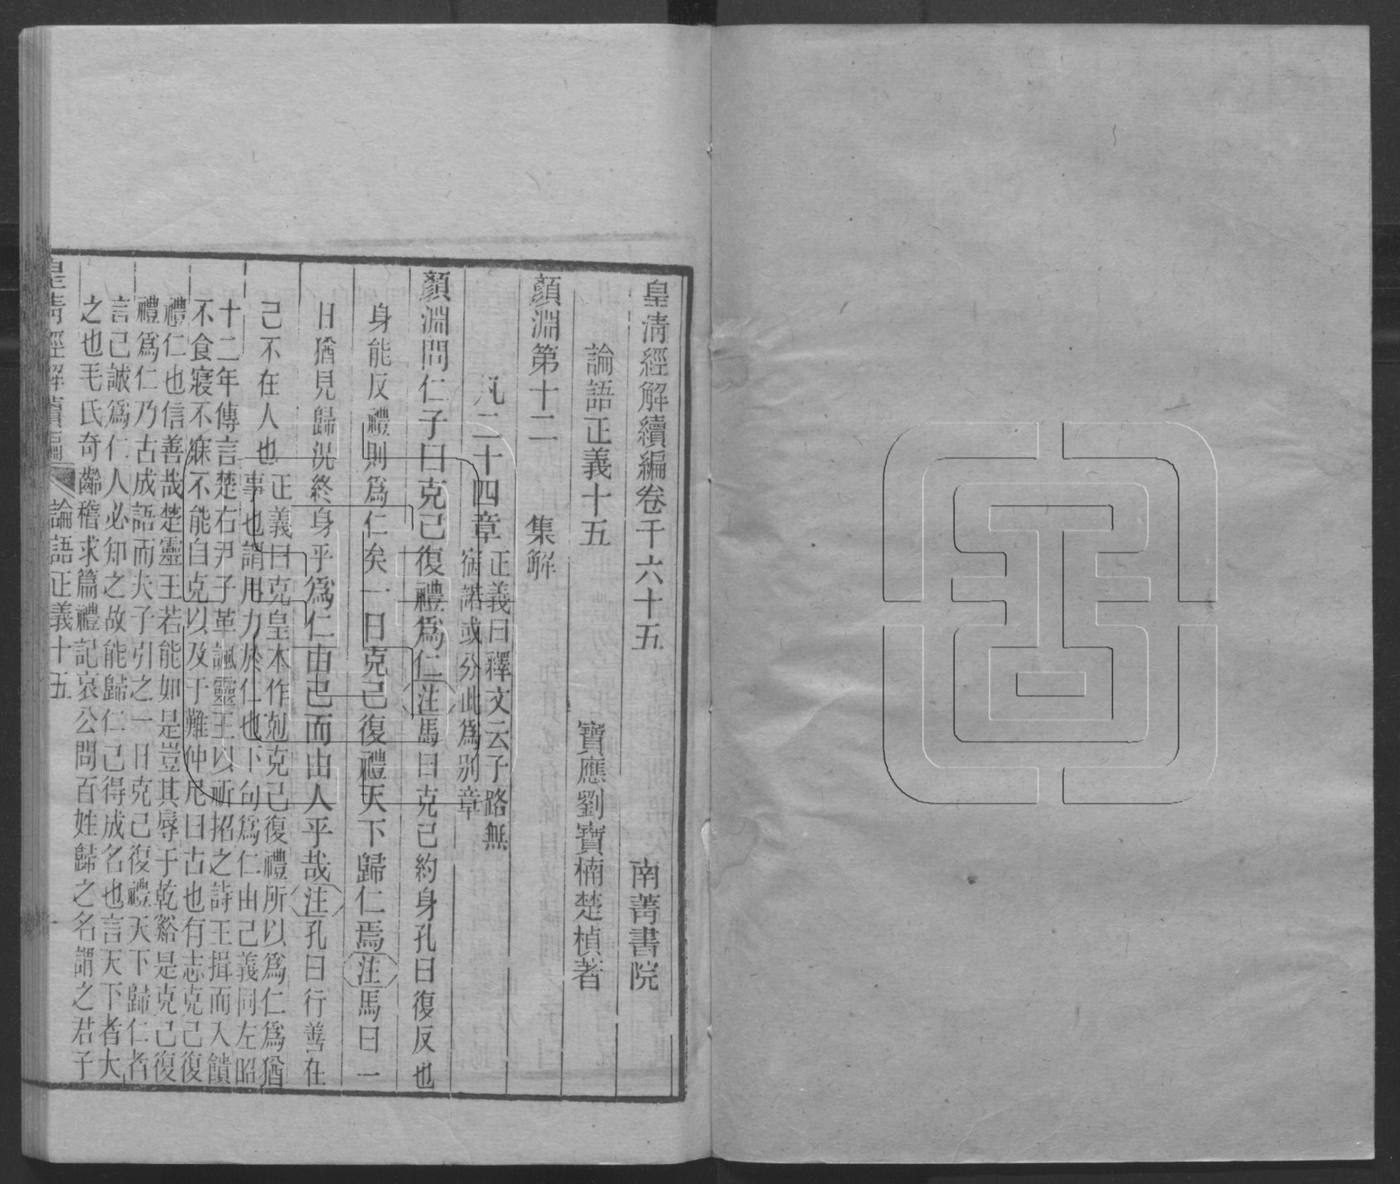 皇清經解續編卷千六十五 南菁書院
論語正義十五 寶應劉寶楠楚楨著
顏淵第十二 集解
凡二十四章
正義曰釋文云子路無
宿諾或分此為別章
顏淵問仁子曰克己復禮爲仁注馬曰克己約身孔曰復反也
身能反禮則爲仁矣一日克己復禮天下歸仁焉注馬曰一
日猶見歸況終身乎爲仁由己而由人乎哉注孔曰行善在
己不在人也
正義曰克皇本作剋克己復禮所以爲仁爲猶
事也謂用力於仁也下句爲仁由己義同左昭
十二年傳言楚右尹子革諷靈王以祈招之詩王揖而入饋
不食寢不寐不能自克以及于難仲尼曰古也有志克己復
禮仁也信善哉楚靈王若能如是豈其辱于乾谿是克己復
禮爲仁乃古成語而夫子引之一日克己復禮天下歸仁者
言己誠爲仁人必知之故能歸仁己得成名也言天下者大
之也毛氏奇齡稽求篇禮記哀公問百姓歸之名謂之君子
皇清經解續編 論語正義十五 一